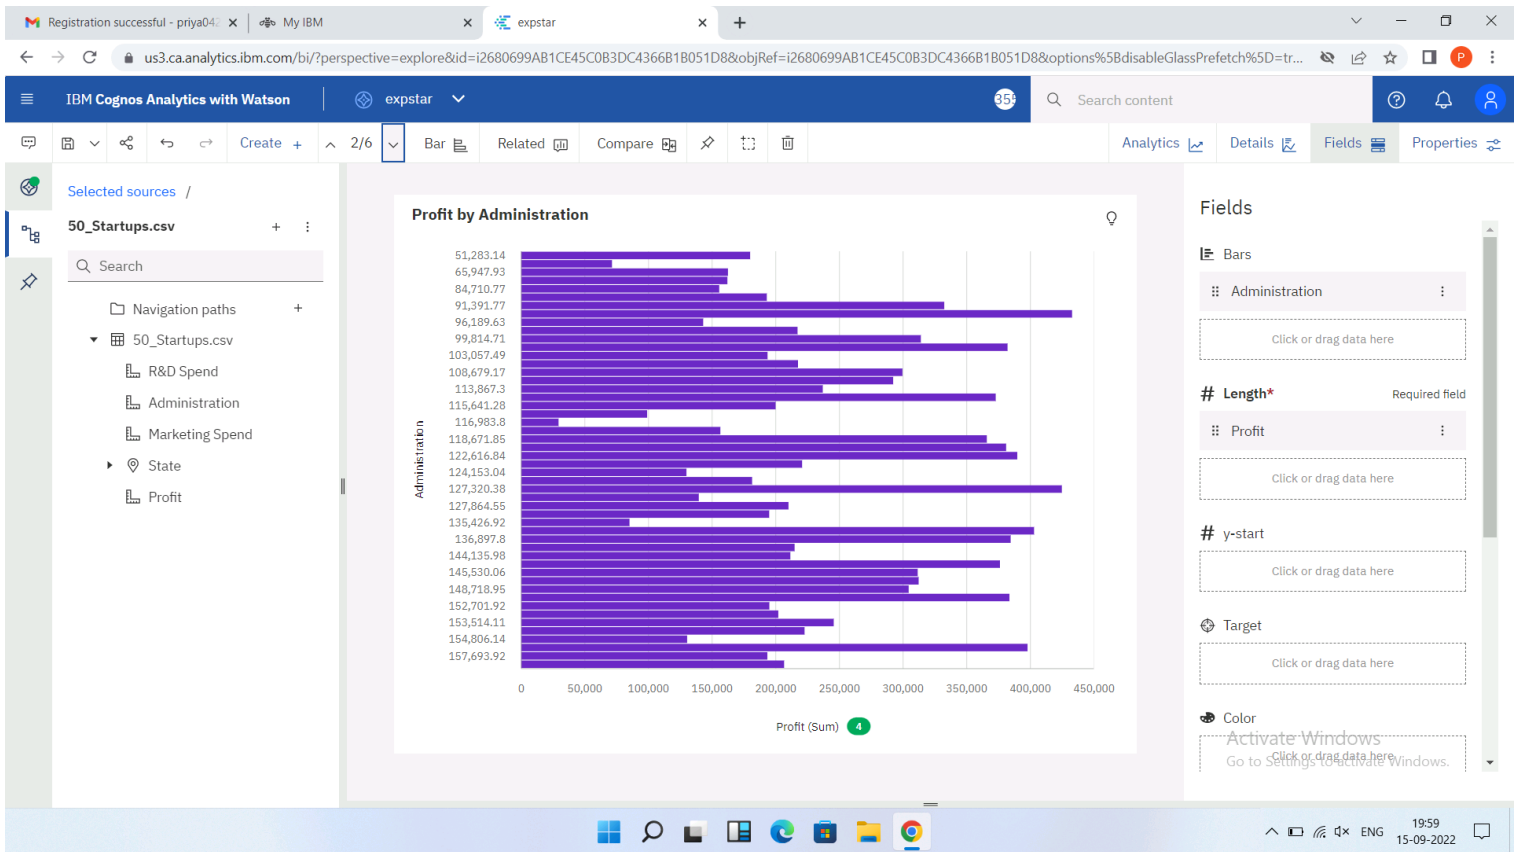 Registration successful - priya042
My IBM
expstar
us3.ca.analytics.ibm.com/bi/?perspective=explore&id=i2680699AB1CE45C0B3DC4366B1B051D8&objRef=i2680699AB1CE45C0B3DC4366B1B051D8&options%5BdisableGlassPrefetch%5D=tr...
P
IBM Cognos Analytics with Watson
expstar
355
Search content
Create +
2/6
Bar
Related
Compare
Analytics
Details
Fields
Properties
Selected sources /
50_Startups.csv
Search
Navigation paths
50_Startups.csv
R&D Spend
Administration
Marketing Spend
State
Profit
Profit by Administration
Administration
51,283.14
65,947.93
84,710.77
91,391.77
96,189.63
99,814.71
103,057.49
108,679.17
113,867.3
115,641.28
116,983.8
118,671.85
122,616.84
124,153.04
127,320.38
127,864.55
135,426.92
136,897.8
144,135.98
145,530.06
148,718.95
152,701.92
153,514.11
154,806.14
157,693.92
0 50,000 100,000 150,000 200,000 250,000 300,000 350,000 400,000 450,000
Profit (Sum) 4
Fields
Bars
Administration
Click or drag data here
# Length* Required field
Profit
Click or drag data here
# y-start
Click or drag data here
Target
Click or drag data here
Color
Activate Windows
Click or drag data here
Go to Settings to activate Windows.
ENG
19:59
15-09-2022